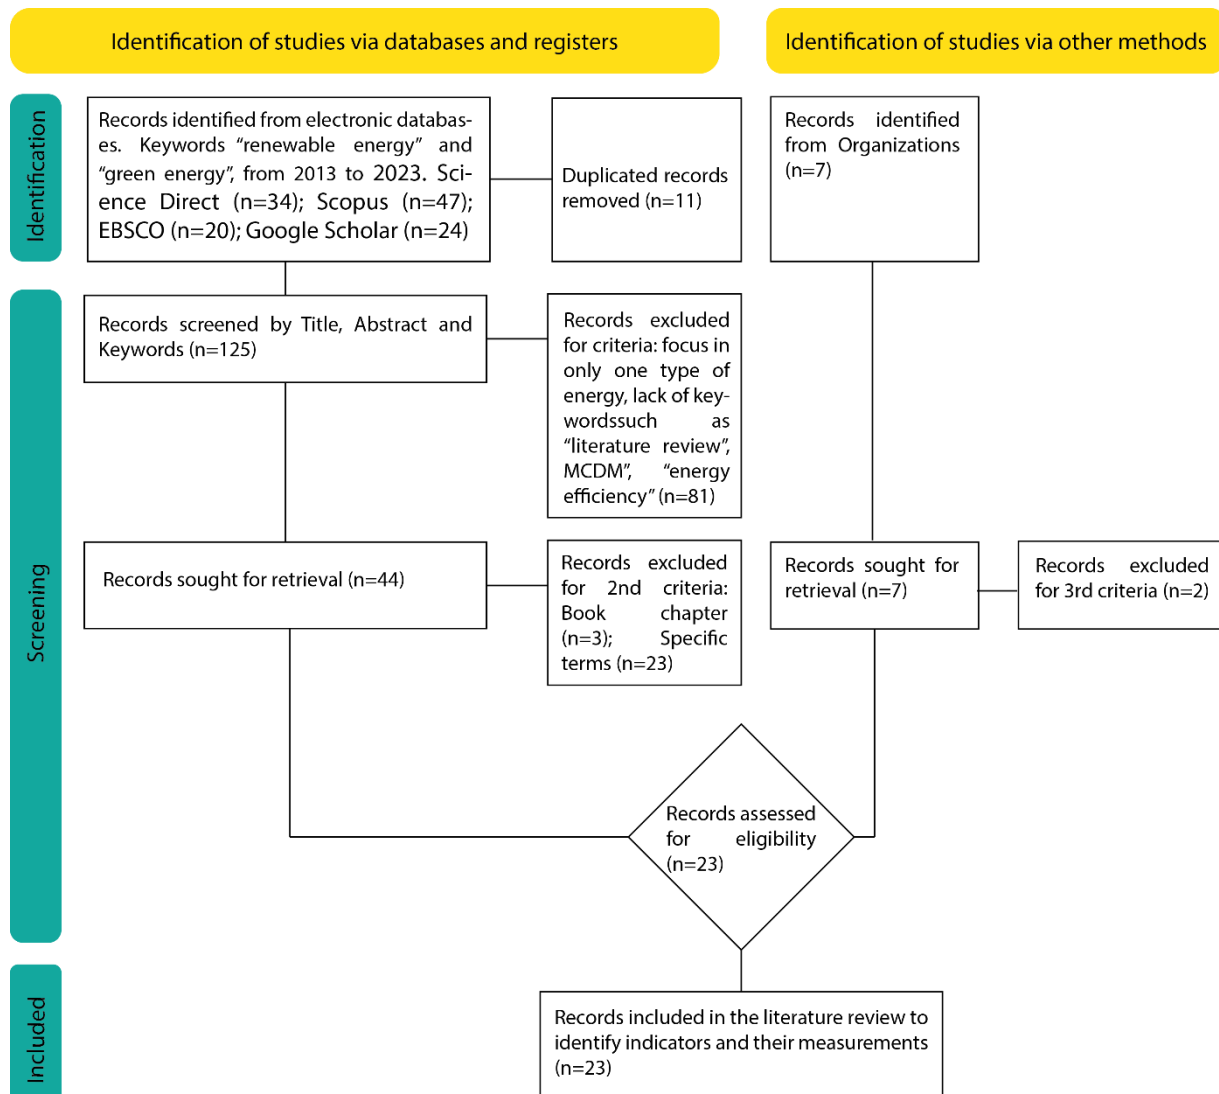 Identification of studies via databases and registers
Identification of studies via other methods
Identification
Records identified from electronic databas-
es. Keywords “renewable energy” and
“green energy”, from 2013 to 2023. Sci-
ence Direct (n=34); Scopus (n=47);
EBSCO (n=20); Google Scholar (n=24)
Duplicated records
removed (n=11)
Records identified
from Organizations
(n=7)
Screening
Records screened by Title, Abstract and
Keywords (n=125)
Records excluded
for criteria: focus in
only one type of
energy, lack of key-
wordssuch as
“literature review”,
MCDM”, “energy
efficiency” (n=81)
Records sought for retrieval (n=44)
Records excluded
for 2nd criteria:
Book chapter
(n=3); Specific
terms (n=23)
Records sought for
retrieval (n=7)
Records excluded
for 3rd criteria (n=2)
Records assessed
for eligibility
(n=23)
Included
Records included in the literature review to
identify indicators and their measurements
(n=23)